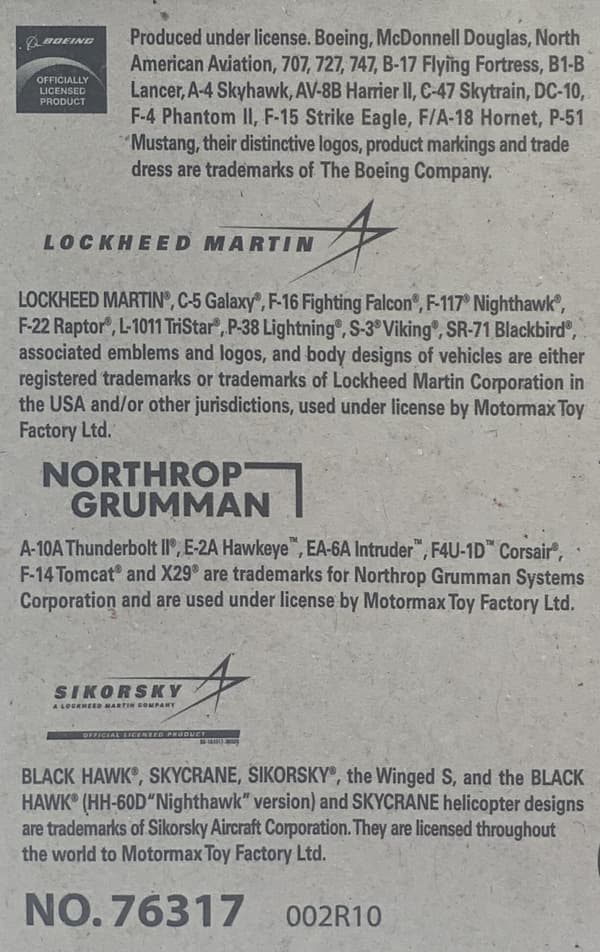 BOEING
OFFICIALLY
LICENSED
PRODUCT
Produced under license. Boeing, McDonnell Douglas, North
American Aviation, 707, 727, 747, B-17 Flying Fortress, B1-B
Lancer, A-4 Skyhawk, AV-8B Harrier II, C-47 Skytrain, DC-10,
F-4 Phantom II, F-15 Strike Eagle, F/A-18 Hornet, P-51
Mustang, their distinctive logos, product markings and trade
dress are trademarks of The Boeing Company.
LOCKHEED MARTIN
LOCKHEED MARTIN®, C-5 Galaxy®, F-16 Fighting Falcon®, F-117® Nighthawk®,
F-22 Raptor®, L-1011 TriStar®, P-38 Lightning®, S-3® Viking®, SR-71 Blackbird®,
associated emblems and logos, and body designs of vehicles are either
registered trademarks or trademarks of Lockheed Martin Corporation in
the USA and/or other jurisdictions, used under license by Motormax Toy
Factory Ltd.
NORTHROP
GRUMMAN
A-10A Thunderbolt II®, E-2A Hawkeye™, EA-6A Intruder™, F4U-1D™ Corsair®,
F-14 Tomcat® and X29® are trademarks for Northrop Grumman Systems
Corporation and are used under license by Motormax Toy Factory Ltd.
SIKORSKY
A LOCKHEED MARTIN COMPANY
OFFICIAL LICENSED PRODUCT
BLACK HAWK®, SKYCRANE, SIKORSKY®, the Winged S, and the BLACK
HAWK® (HH-60D "Nighthawk" version) and SKYCRANE helicopter designs
are trademarks of Sikorsky Aircraft Corporation. They are licensed throughout
the world to Motormax Toy Factory Ltd.
NO. 76317 002R10